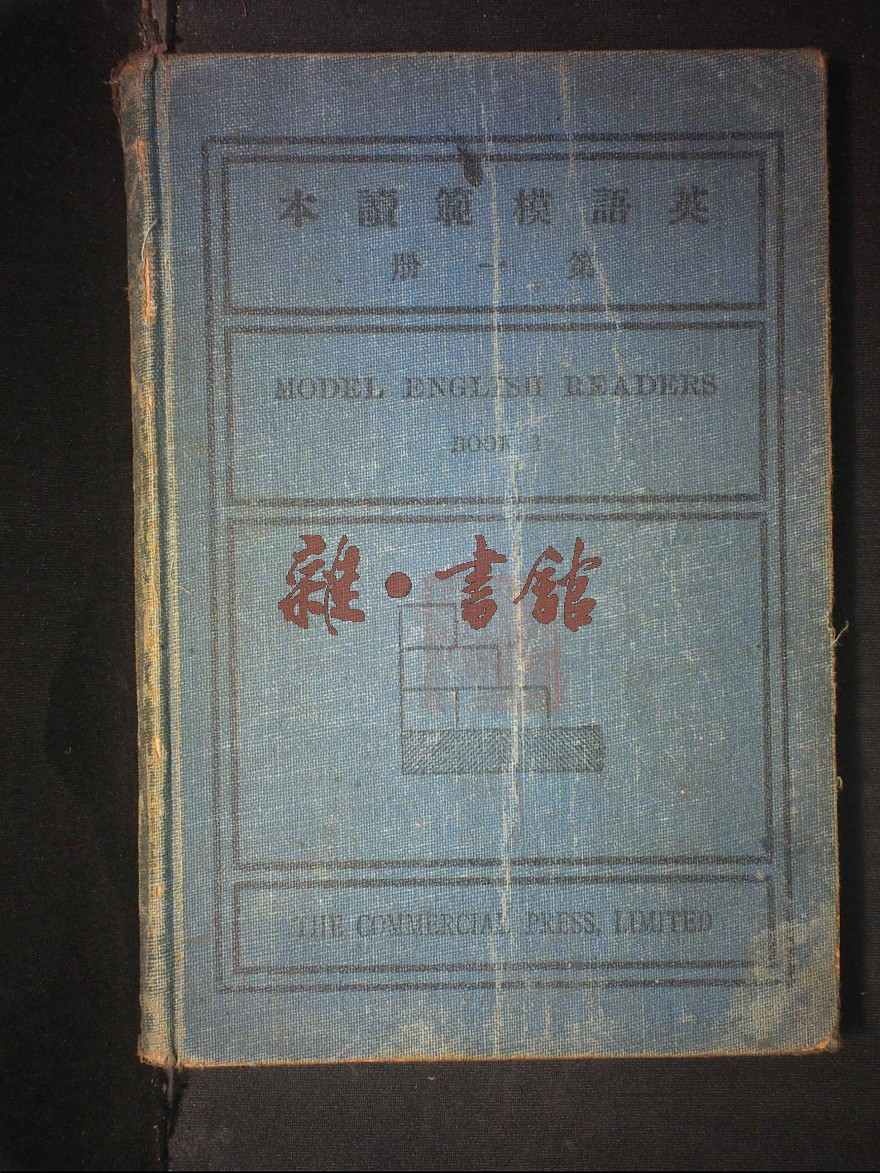 英語模範讀本
第一册
MODEL ENGLISH READERS
BOOK I
雜·書館
THE COMMERCIAL PRESS, LIMITED